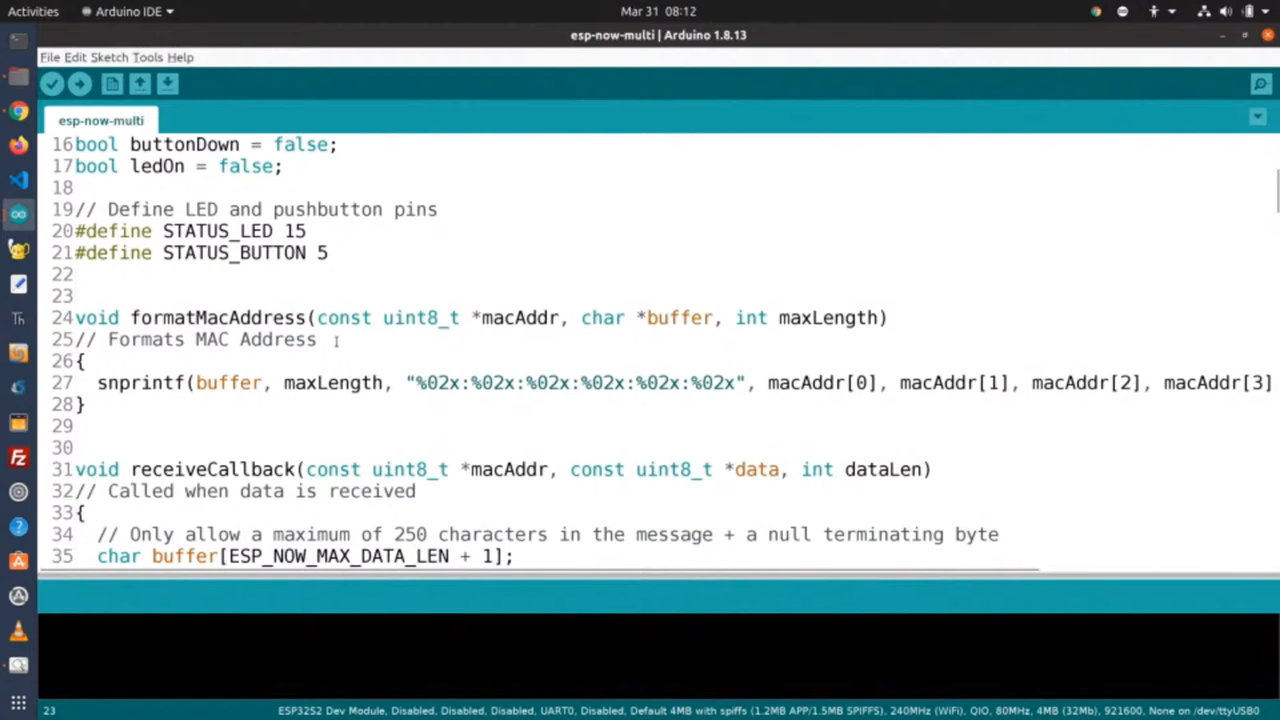 Activities Arduino IDE Mar 31 08:12
esp-now-multi | Arduino 1.8.13
File Edit Sketch Tools Help
esp-now-multi
16 bool buttonDown = false;
17 bool ledOn = false;
18
19 // Define LED and pushbutton pins
20 #define STATUS_LED 15
21 #define STATUS_BUTTON 5
22
23
24 void formatMacAddress(const uint8_t *macAddr, char *buffer, int maxLength)
25 // Formats MAC Address
26 {
27 snprintf(buffer, maxLength, "%02x:%02x:%02x:%02x:%02x:%02x", macAddr[0], macAddr[1], macAddr[2], macAddr[3]
28 }
29
30
31 void receiveCallback(const uint8_t *macAddr, const uint8_t *data, int dataLen)
32 // Called when data is received
33 {
34 // Only allow a maximum of 250 characters in the message + a null terminating byte
35 char buffer[ESP_NOW_MAX_DATA_LEN + 1];
Th
Fz
23 ESP32S2 Dev Module, Disabled, Disabled, Disabled, UART0, Disabled, Default 4MB with spiffs (1.2MB APP/1.5MB SPIFFS), 240MHz (WiFi), QIO, 80MHz, 4MB (32Mb), 921600, None on /dev/ttyUSB0